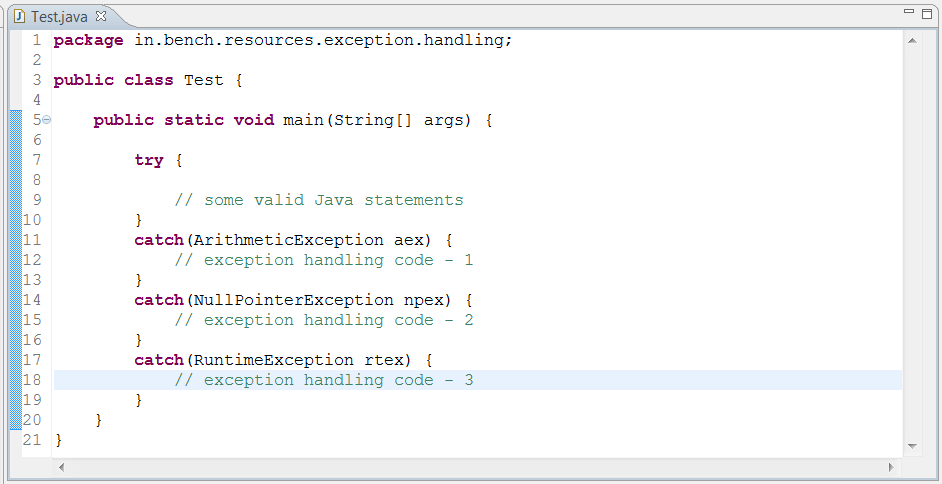 Test.java
1 package in.bench.resources.exception.handling;
2
3 public class Test {
4
5     public static void main(String[] args) {
6
7         try {
8
9             // some valid Java statements
10         }
11         catch(ArithmeticException aex) {
12             // exception handling code - 1
13         }
14         catch(NullPointerException npex) {
15             // exception handling code - 2
16         }
17         catch(RuntimeException rtex) {
18             // exception handling code - 3
19         }
20     }
21 }